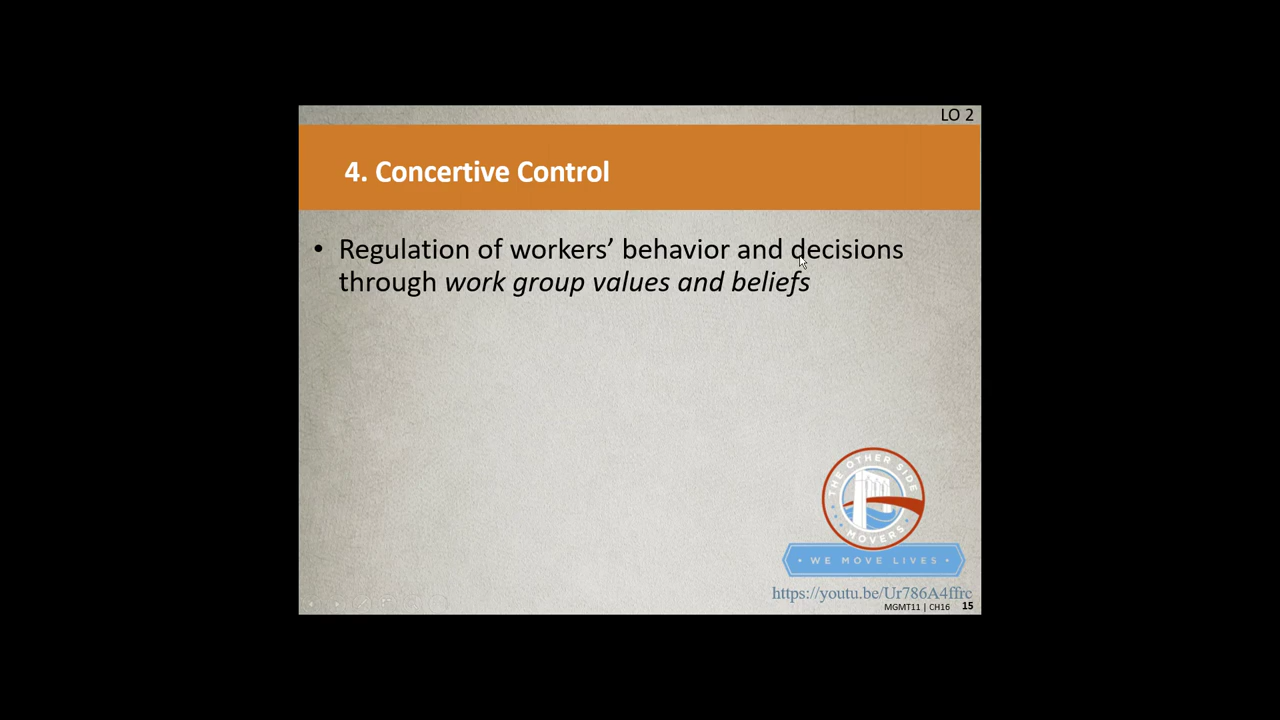 LO 2
4. Concertive Control
• Regulation of workers’ behavior and decisions
through work group values and beliefs
THE OTHER SIDE
MOVERS
• WE MOVE LIVES •
https://youtu.be/Ur786A4ffrc
MGMT11 | CH16 15